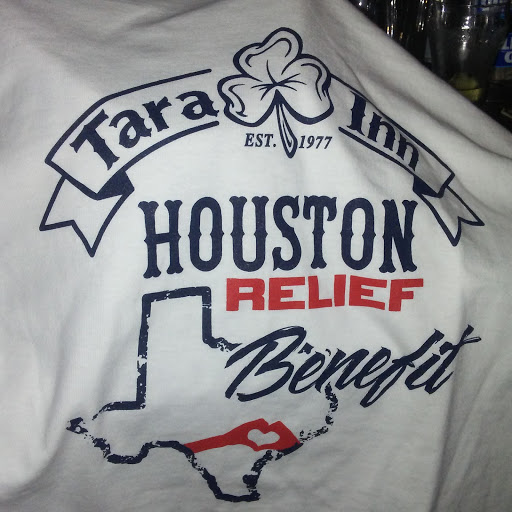 Tara Inn
EST. 1977
HOUSTON
RELIEF
Benefit